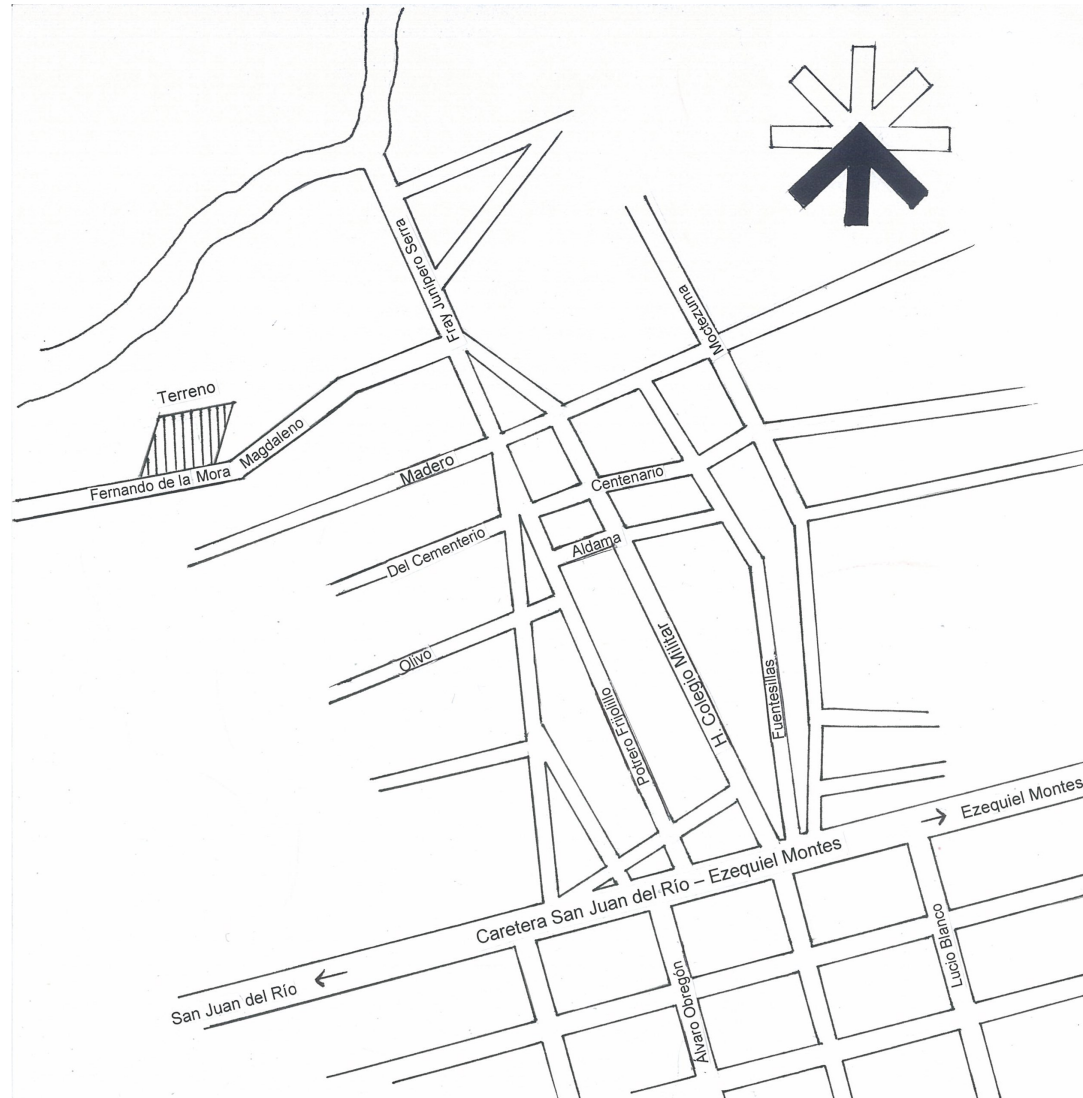 Fray Junipero Serra
Moctezuma
Terreno
Magdaleno
Fernando de la Mora
Madero
Centenario
Del Cementerio
Aldama
Olivo
H. Colegio Militar
Fuentesillas
Potrero Frijolillo
Ezequiel Montes
Caretera San Juan del Río – Ezequiel Montes
San Juan del Río
Álvaro Obregón
Lucio Blanco